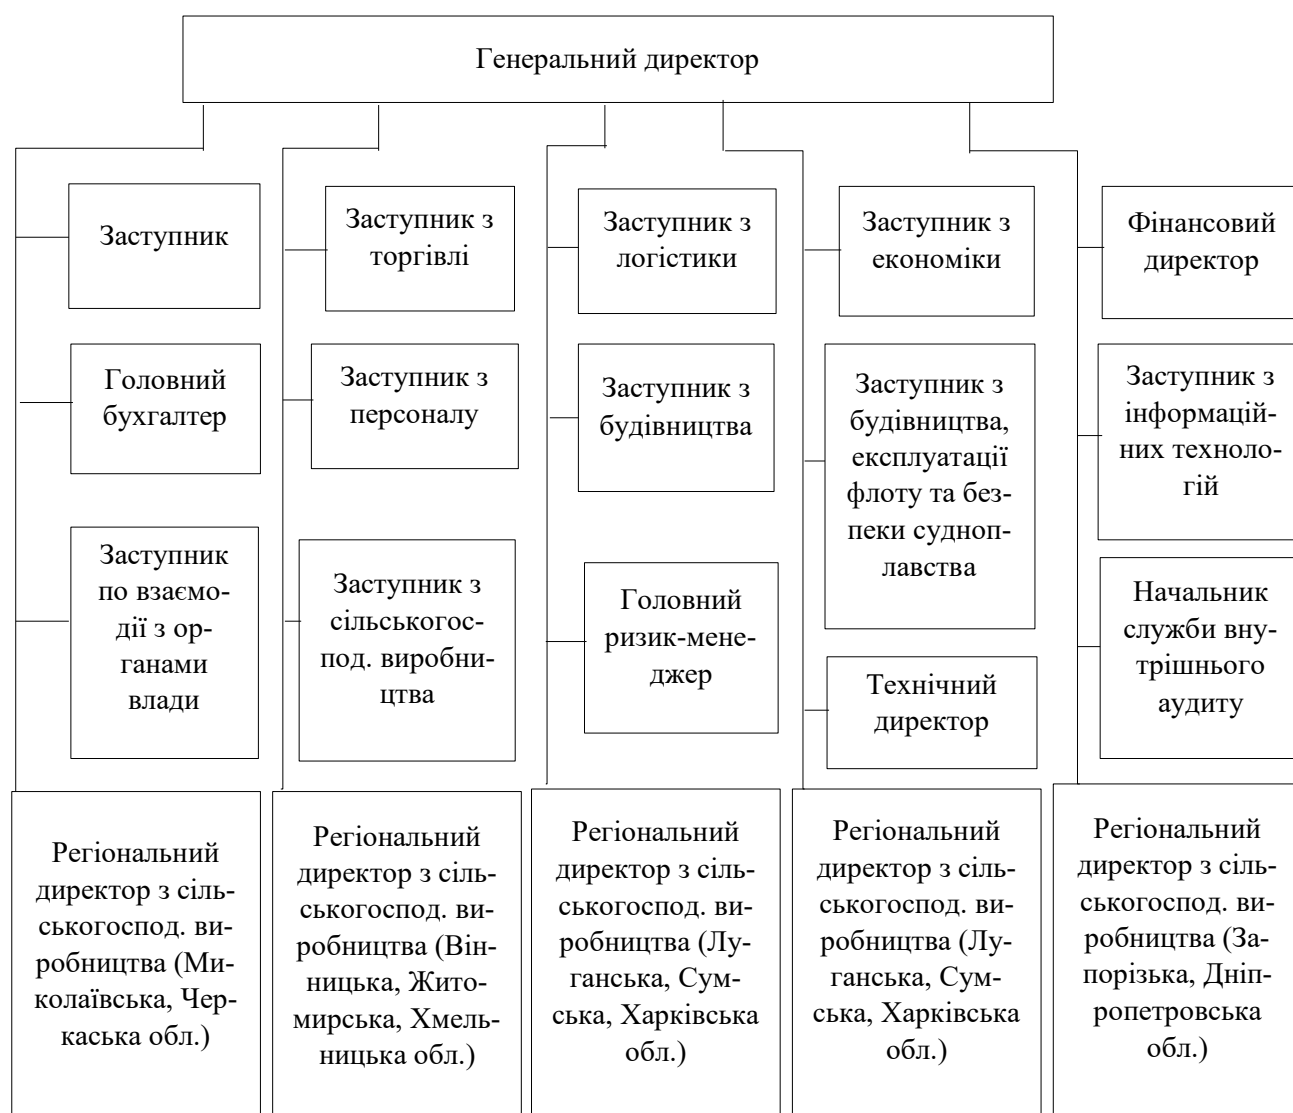 Генеральний директор
Заступник
Заступник з
торгівлі
Заступник з
логістики
Заступник з
економіки
Фінансовий
директор
Головний
бухгалтер
Заступник з
персоналу
Заступник з
будівництва
Заступник з
будівництва,
експлуатації
флоту та без-
пеки судноп-
лавства
Заступник з
інформацій-
них техноло-
гій
Заступник
по взаємо-
дії з ор-
ганами
влади
Заступник з
сільськогос-
под. виробни-
цтва
Головний
ризик-мене-
джер
Технічний
директор
Начальник
служби вну-
трішнього
аудиту
Регіональний
директор з сіль-
ськогоспод. ви-
робництва (Ми-
колаївська, Чер-
каська обл.)
Регіональний
директор з сіль-
ськогоспод. ви-
робництва (Він-
ницька, Жито-
мирська, Хмель-
ницька обл.)
Регіональний
директор з сіль-
ськогоспод. ви-
робництва (Лу-
ганська, Сум-
ська, Харківська
обл.)
Регіональний
директор з сіль-
ськогоспод. ви-
робництва (Лу-
ганська, Сум-
ська, Харківська
обл.)
Регіональний
директор з сіль-
ськогоспод. ви-
робництва (За-
порізька, Дніп-
ропетровська
обл.)